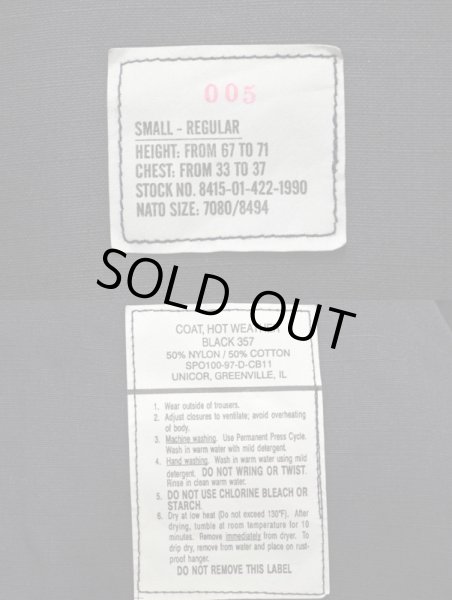 005
SMALL - REGULAR
HEIGHT: FROM 67 TO 71
CHEST: FROM 33 TO 37
STOCK NO. 8415-01-422-1990
NATO SIZE: 7080/8494
SOLD OUT
COAT, HOT
BLACK 357
50% NYLON / 50% COTTON
SPO100-97-D-CB11
UNICOR, GREENVILLE, IL
1. Wear outside of trousers.
2. Adjust closures to ventilate; avoid overheating
of body.
3. Machine washing. Use Permanent Press Cycle.
Wash in warm water with mild detergent.
4. Hand washing. Wash in warm water using mild
detergent. DO NOT WRING OR TWIST.
Rinse in clean warm water.
5. DO NOT USE CHLORINE BLEACH OR
STARCH.
6. Dry at low heat (Do not exceed 130°F). After
drying, tumble at room temperature for 10
minutes. Remove immediately from dryer. To
drip dry, remove from water and place on rust-
proof hanger.
DO NOT REMOVE THIS LABEL